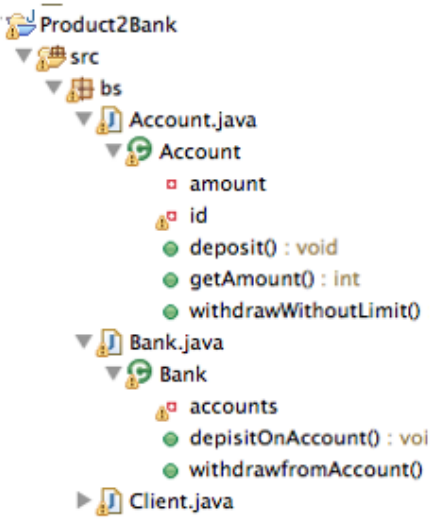 Product2Bank
src
bs
Account.java
Account
amount
id
deposit() : void
getAmount() : int
withdrawWithoutLimit()
Bank.java
Bank
accounts
depisitOnAccount() : voi
withdrawfromAccount()
Client.java